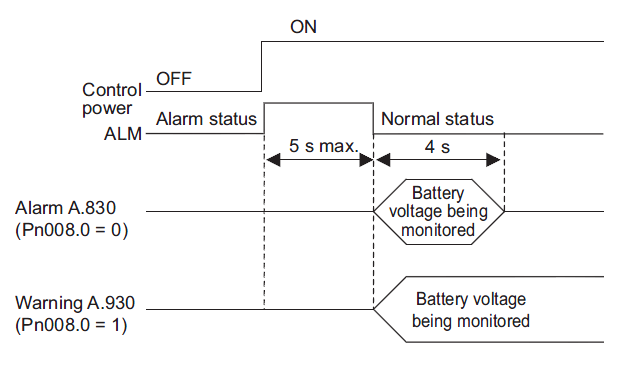 ON
OFF
Control
power
Alarm status
Normal status
ALM
5 s max.
4 s
Alarm A.830
(Pn008.0 = 0)
Battery
voltage being
monitored
Warning A.930
(Pn008.0 = 1)
Battery voltage
being monitored